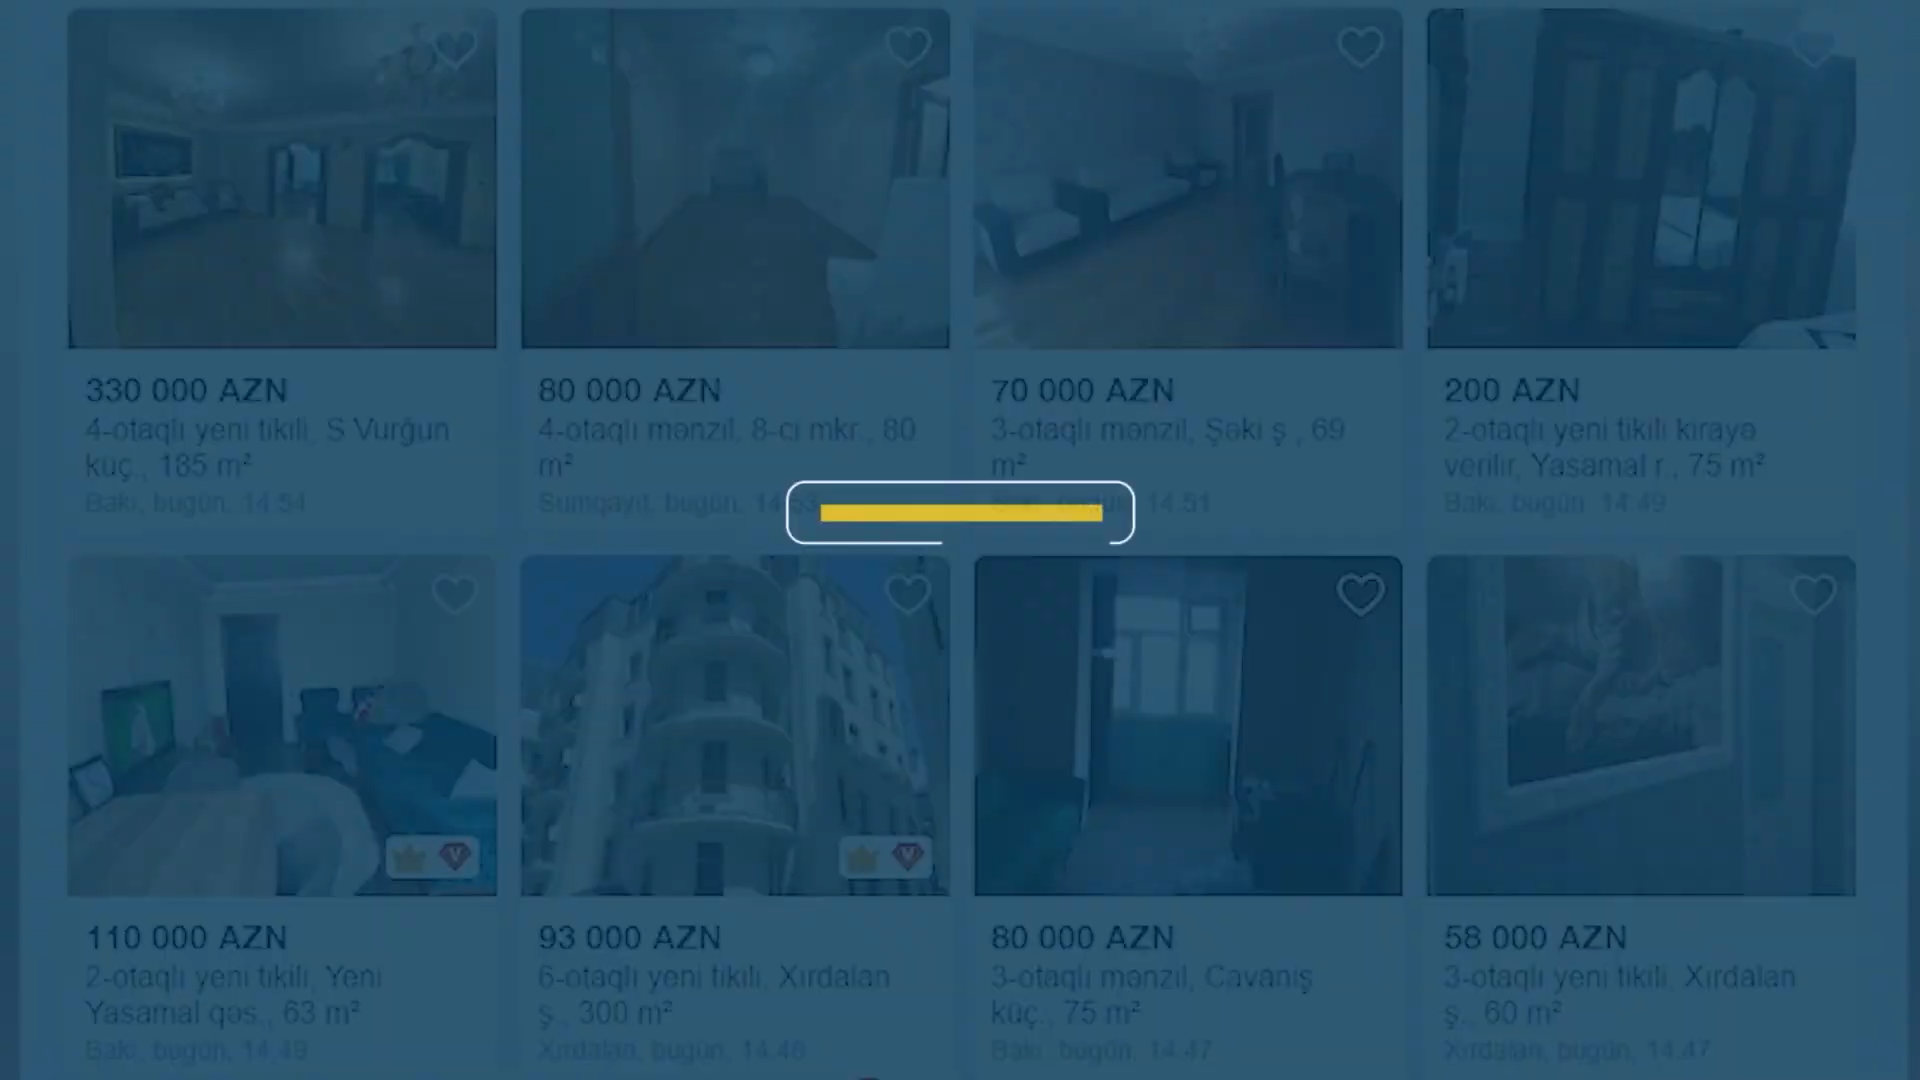 330 000 AZN
4-otaqlı yeni tikili, S Vurğun
küç., 185 m²
Bakı, bugün, 14:54
80 000 AZN
4-otaqlı mənzil, 8-ci mkr., 80
m²
Sumqayıt, bugün, 14:53
70 000 AZN
3-otaqlı mənzil, Şəki ş., 69
m²
Bakı, bugün, 14:51
200 AZN
2-otaqlı yeni tikili kirayə
verilir, Yasamal r., 75 m²
Bakı, bugün, 14:49
110 000 AZN
2-otaqlı yeni tikili, Yeni
Yasamal qəs., 63 m²
Bakı, bugün, 14:49
93 000 AZN
6-otaqlı yeni tikili, Xırdalan
ş., 300 m²
Xırdalan, bugün, 14:48
80 000 AZN
3-otaqlı mənzil, Cavaniş
küç., 75 m²
Bakı, bugün, 14:47
58 000 AZN
3-otaqlı yeni tikili, Xırdalan
ş., 60 m²
Xırdalan, bugün, 14:47